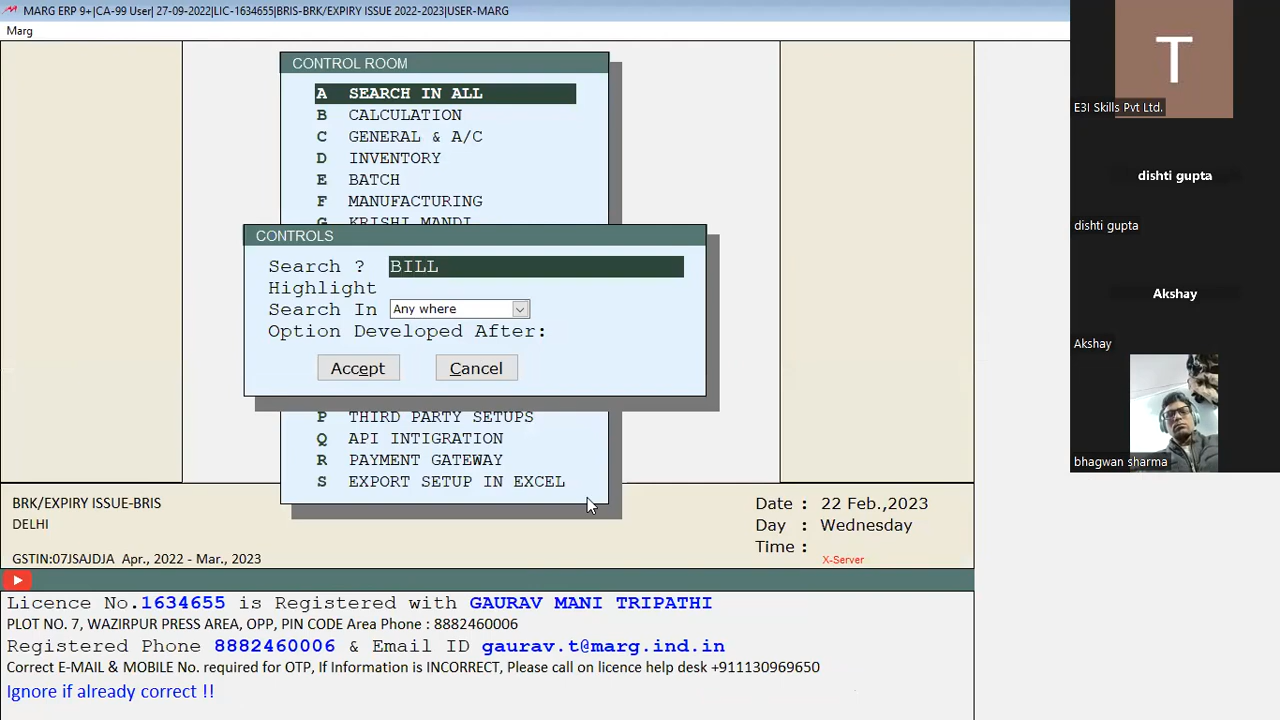 MARG ERP 9+|CA-99 User| 27-09-2022|LIC-1634655|BRIS-BRK/EXPIRY ISSUE 2022-2023|USER-MARG
Marg
CONTROL ROOM
A SEARCH IN ALL
B CALCULATION
C GENERAL & A/C
D INVENTORY
E BATCH
F MANUFACTURING
G KRISHI MANDI
CONTROLS
Search ? BILL
Highlight
Search In Any where
Option Developed After:
Accept Cancel
P THIRD PARTY SETUPS
Q API INTIGRATION
R PAYMENT GATEWAY
S EXPORT SETUP IN EXCEL
BRK/EXPIRY ISSUE-BRIS
DELHI
GSTIN:07JSAJDJA Apr., 2022 - Mar., 2023
Date : 22 Feb.,2023
Day : Wednesday
Time :
X-Server
Licence No.1634655 is Registered with GAURAV MANI TRIPATHI
PLOT NO. 7, WAZIRPUR PRESS AREA, OPP, PIN CODE Area Phone : 8882460006
Registered Phone 8882460006 & Email ID gaurav.t@marg.ind.in
Correct E-MAIL & MOBILE No. required for OTP, If Information is INCORRECT, Please call on licence help desk +911130969650
Ignore if already correct !!
T
E3I Skills Pvt Ltd.
dishti gupta
dishti gupta
Akshay
Akshay
bhagwan sharma